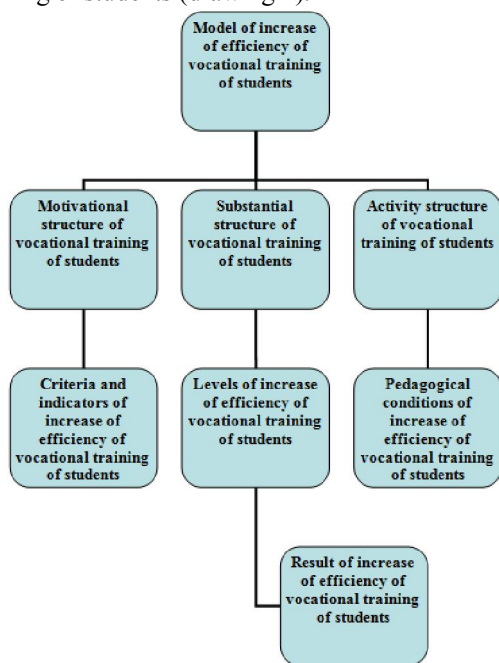 of students (drawing
Model of increase
of efficiency of
vocational training
of students
Motivational
structure of
vocational training
of students
Substantial
structure of
vocational training
of students
Activity structure
of vocational
training of students
Criteria and
indicators of
increase of
efficiency of
vocational training
of students
Levels of increase
of efficiency of
vocational training
of students
Pedagogical
conditions of
increase of
efficiency of
vocational training
of students
Result of increase
of efficiency of
vocational training
of students